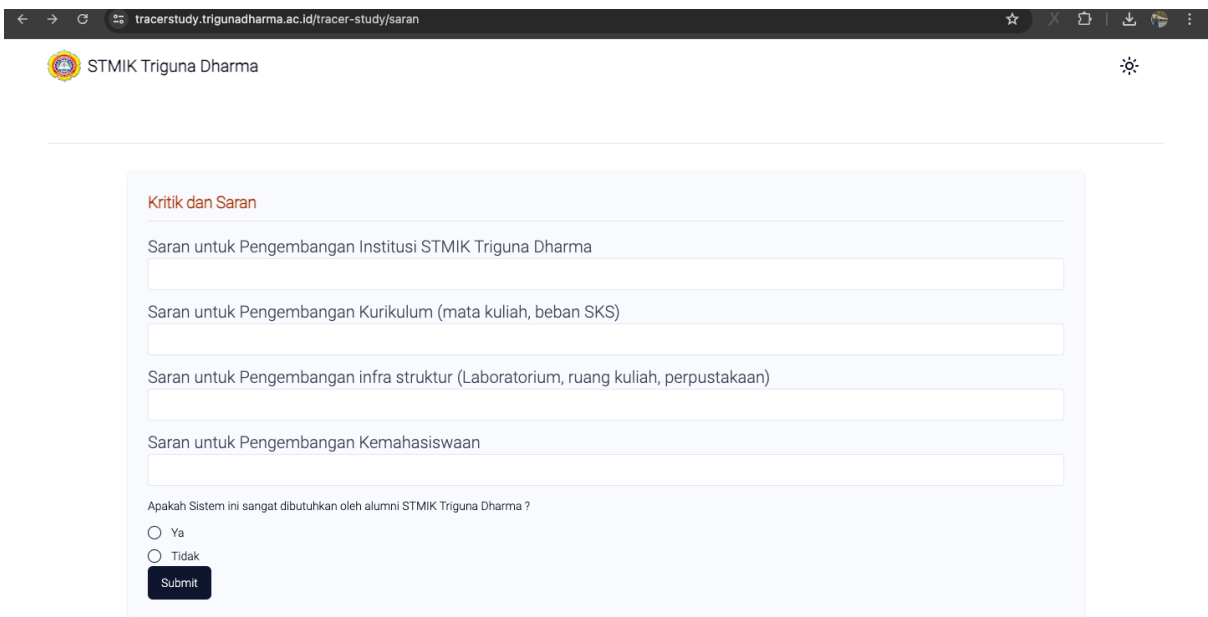 tracerstudy.trigunadharma.ac.id/tracer-study/saran
STMIK Triguna Dharma
Kritik dan Saran
Saran untuk Pengembangan Institusi STMIK Triguna Dharma
Saran untuk Pengembangan Kurikulum (mata kuliah, beban SKS)
Saran untuk Pengembangan infra struktur (Laboratorium, ruang kuliah, perpustakaan)
Saran untuk Pengembangan Kemahasiswaan
Apakah Sistem ini sangat dibutuhkan oleh alumni STMIK Triguna Dharma ?
Ya
Tidak
Submit